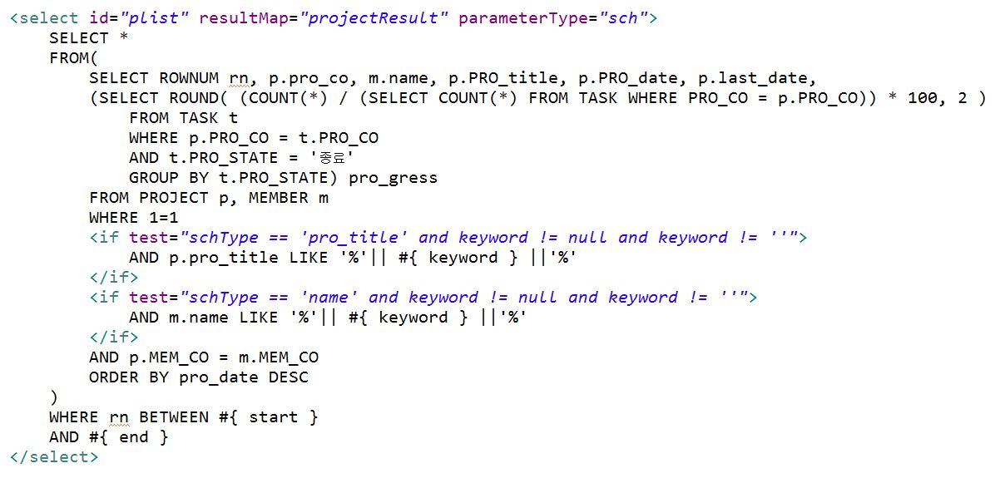 <select id="plist" resultMap="projectResult" parameterType="sch">
SELECT *
FROM(
SELECT ROWNUM rn, p.pro_co, m.name, p.PRO_title, p.PRO_date, p.last_date,
(SELECT ROUND( (COUNT(*) / (SELECT COUNT(*) FROM TASK WHERE PRO_CO = p.PRO_CO)) * 100, 2 )
FROM TASK t
WHERE p.PRO_CO = t.PRO_CO
AND t.PRO_STATE = '종료'
GROUP BY t.PRO_STATE) pro_gress
FROM PROJECT p, MEMBER m
WHERE 1=1
<if test="schType == 'pro_title' and keyword != null and keyword != ''">
AND p.pro_title LIKE '%'|| #{ keyword } ||'%'
</if>
<if test="schType == 'name' and keyword != null and keyword != ''">
AND m.name LIKE '%'|| #{ keyword } ||'%'
</if>
AND p.MEM_CO = m.MEM_CO
ORDER BY pro_date DESC
)
WHERE rn BETWEEN #{ start }
AND #{ end }
</select>